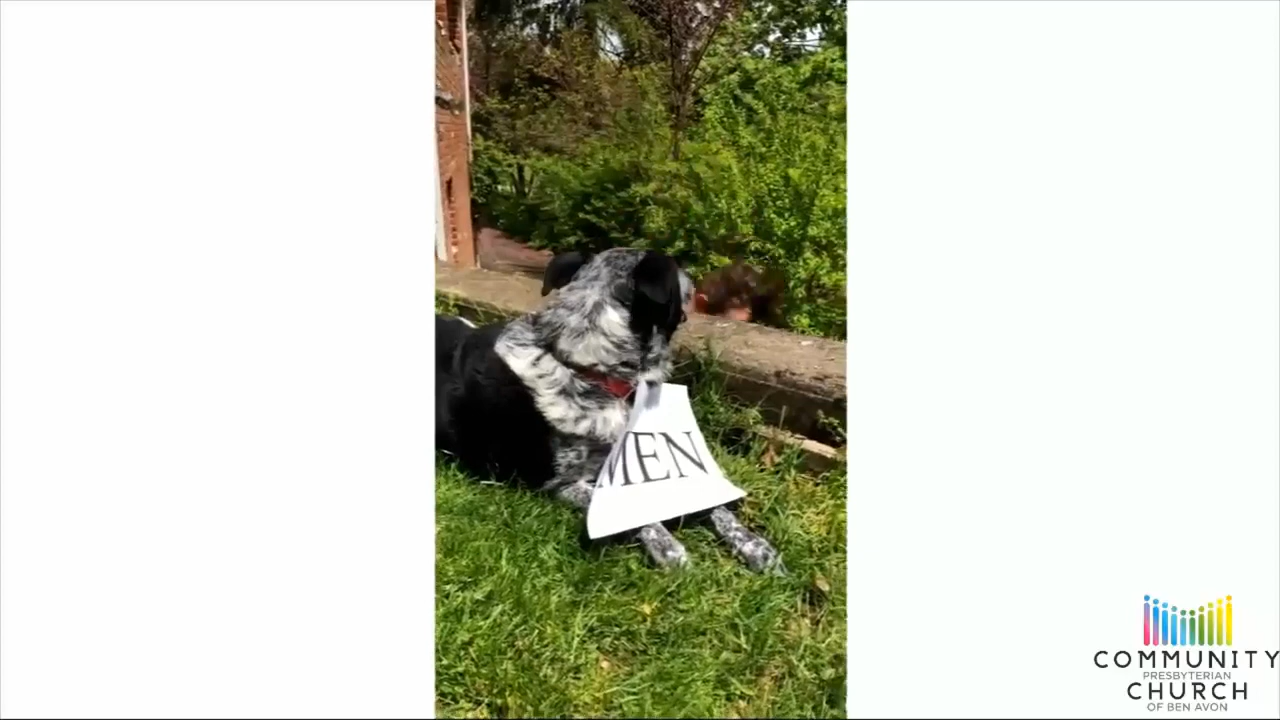 MEN
COMMUNITY
PRESBYTERIAN
CHURCH
OF BEN AVON